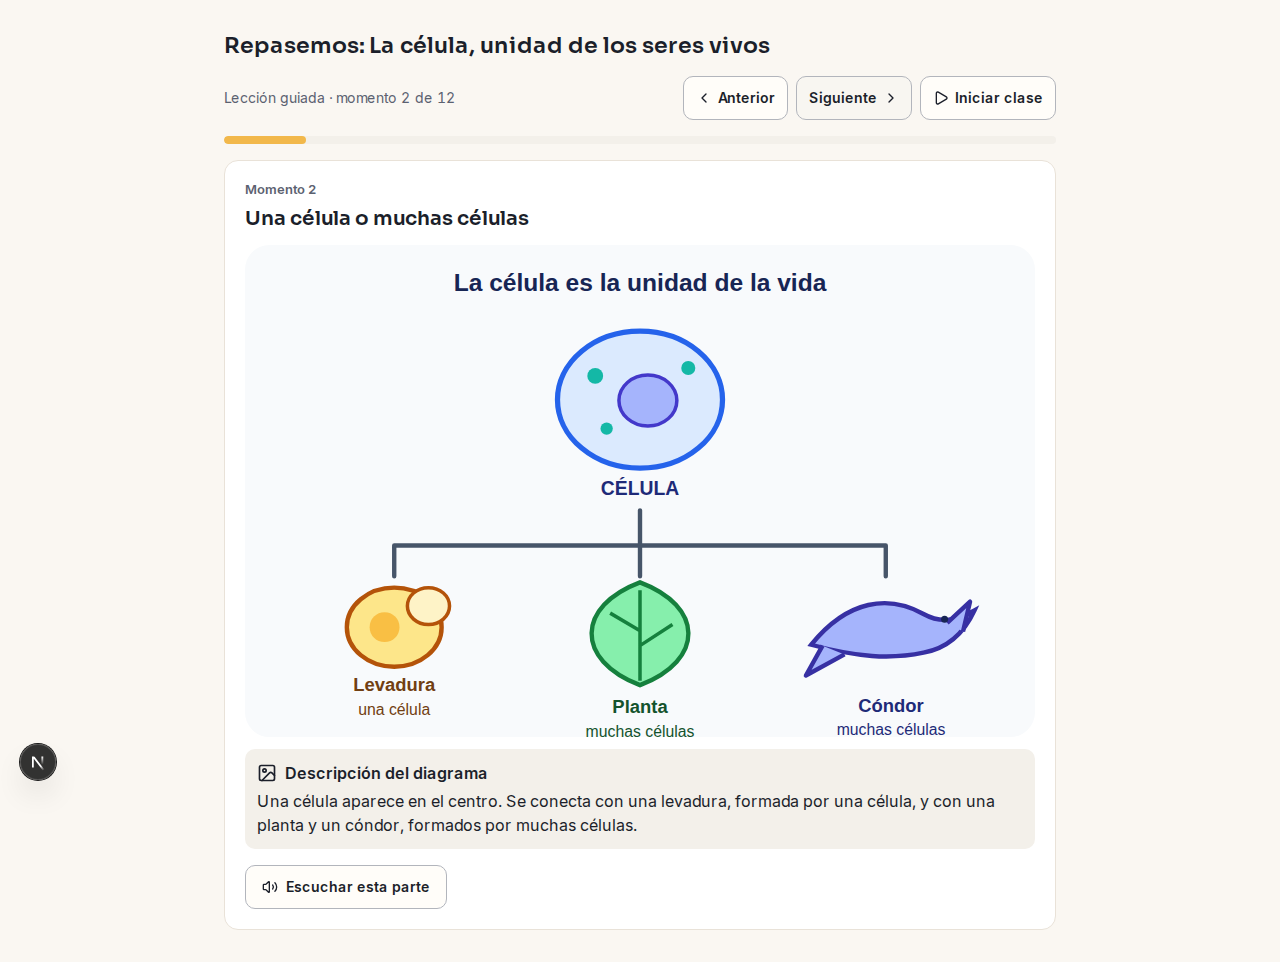 Repasemos: La célula, unidad de los seres vivos
Lección guiada · momento 2 de 12
Anterior
Siguiente
Iniciar clase
Momento 2
Una célula o muchas células
La célula es la unidad de la vida
CÉLULA
Levadura
una célula
Planta
muchas células
Cóndor
muchas células
Descripción del diagrama
Una célula aparece en el centro. Se conecta con una levadura, formada por una célula, y con una
planta y un cóndor, formados por muchas células.
Escuchar esta parte
N